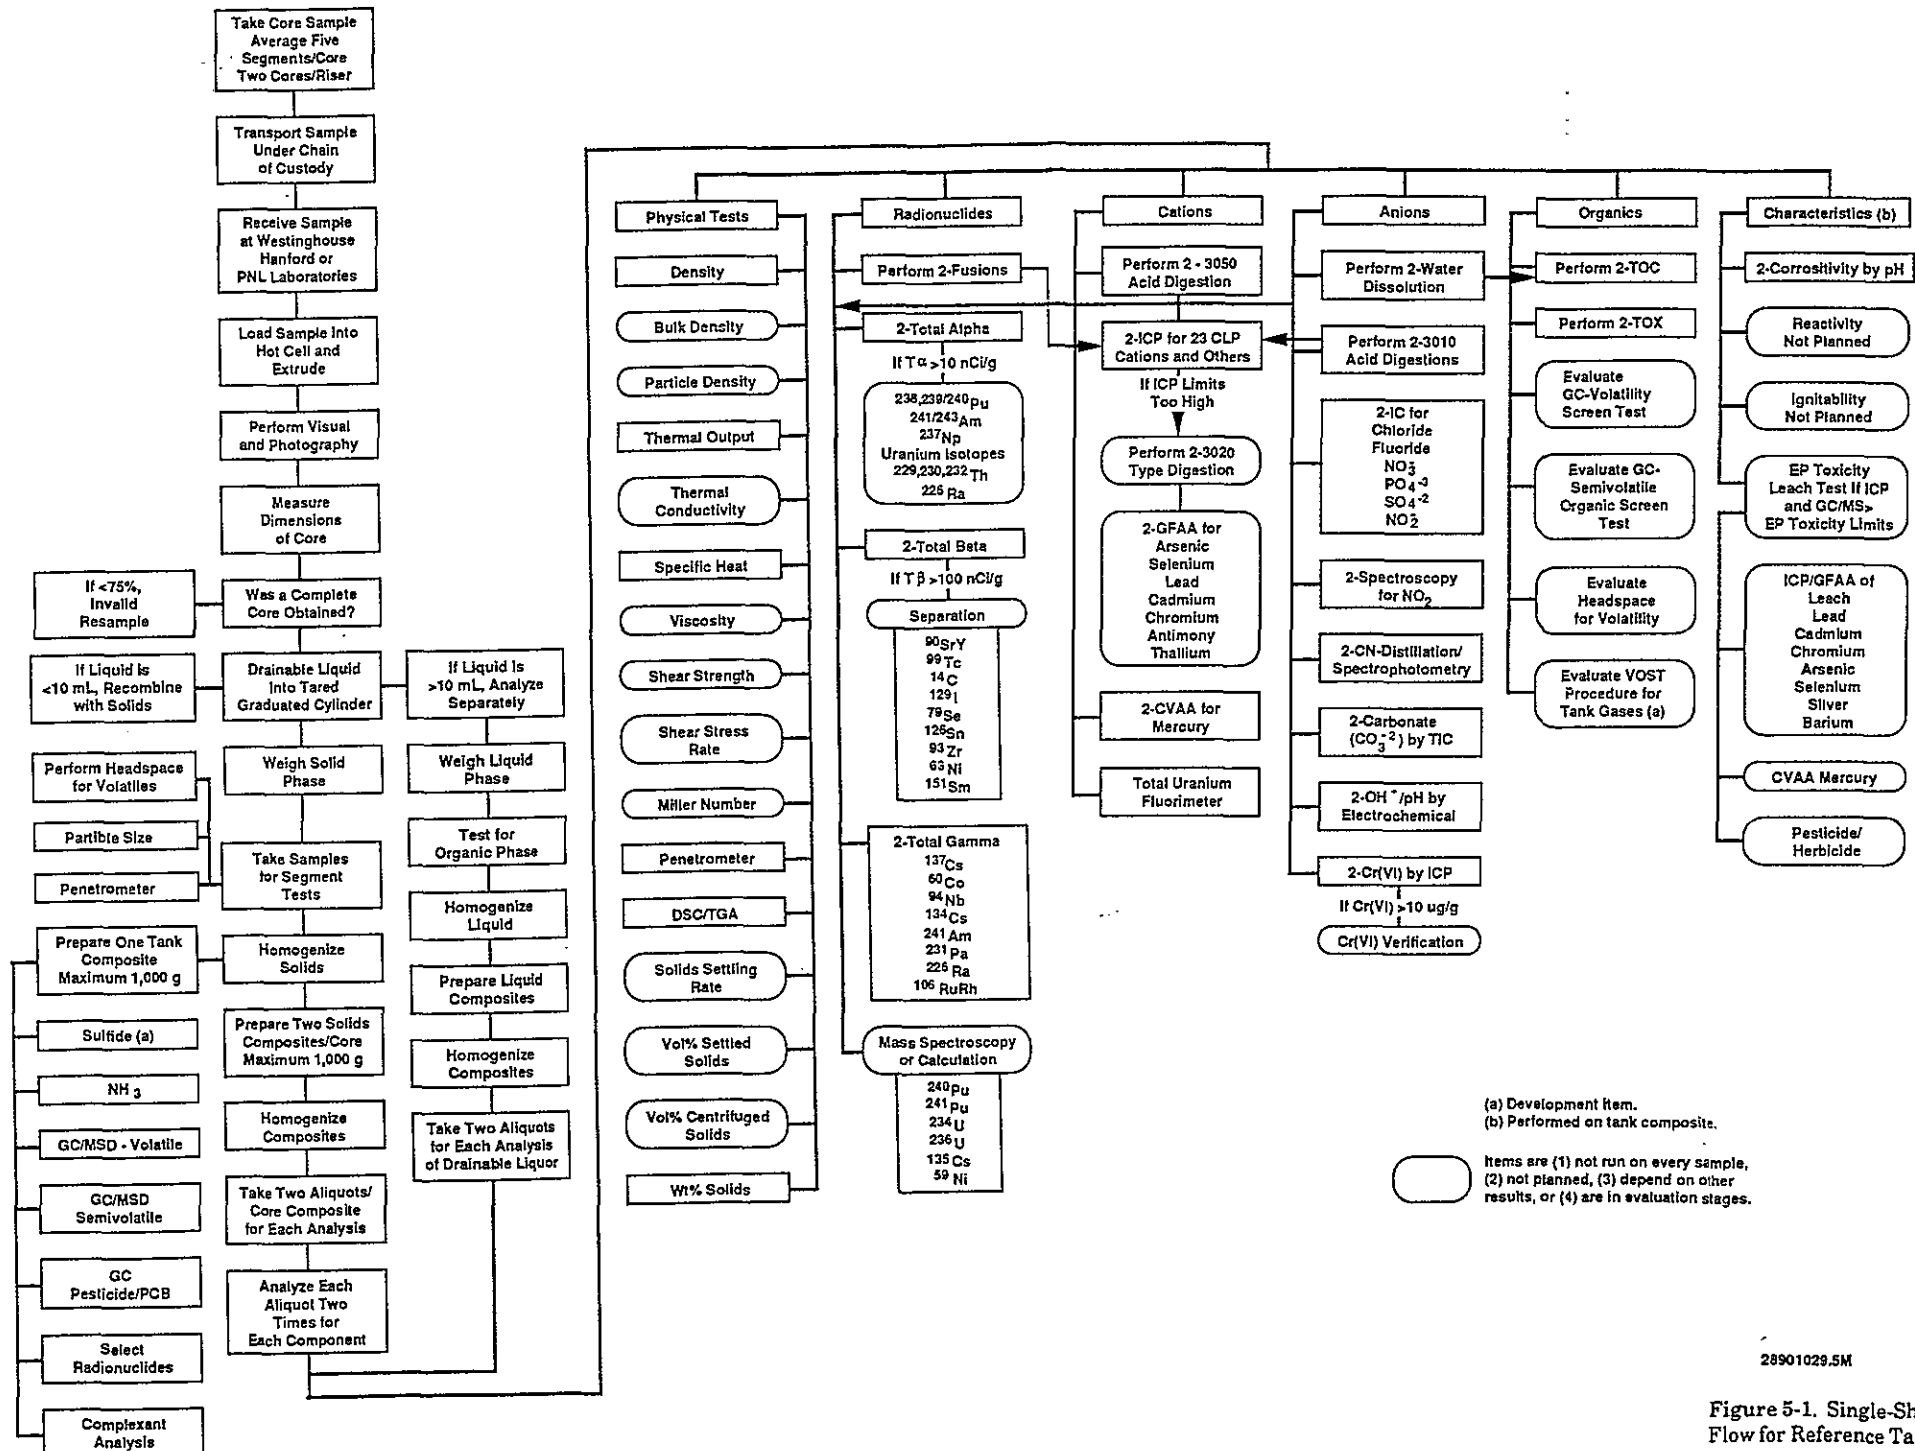 Take Core Sample
Average Five
Segments/Core
Two Cores/Riser
Transport Sample
Under Chain
of Custody
Receive Sample
at Westinghouse
Hanford or
PNL Laboratories
Load Sample Into
Hot Cell and
Extrude
Perform Visual
and Photography
Measure
Dimensions
of Core
If <75%,
Invalid
Resample
Was a Complete
Core Obtained?
If Liquid Is
<10 mL, Recombine
with Solids
Drainable Liquid
Into Tared
Graduated Cylinder
If Liquid Is
>10 mL, Analyze
Separately
Perform Headspace
for Volatiles
Partible Size
Penetrometer
Weigh Solid
Phase
Take Samples
for Segment
Tests
Homogenize
Solids
Prepare Two Solids
Composites/Core
Maximum 1,000 g
Homogenize
Composites
Take Two Aliquots/
Core Composite
for Each Analysis
Analyze Each
Aliquot Two
Times for
Each Component
Prepare One Tank
Composite
Maximum 1,000 g
Sulfide (a)
NH3
GC/MSD - Volatile
GC/MSD
Semivolatile
GC
Pesticide/PCB
Select
Radionuclides
Complexant
Analysis
Weigh Liquid
Phase
Test for
Organic Phase
Homogenize
Liquid
Prepare Liquid
Composites
Homogenize
Composites
Take Two Aliquots
for Each Analysis
of Drainable Liquor
Physical Tests
Density
Bulk Density
Particle Density
Thermal Output
Thermal
Conductivity
Specific Heat
Viscosity
Shear Strength
Shear Stress
Rate
Miller Number
Penetrometer
DSC/TGA
Solids Settling
Rate
Vol% Settled
Solids
Vol% Centrifuged
Solids
Wt% Solids
Radionuclides
Perform 2-Fusions
2-Total Alpha
If T α >10 nCi/g
238,239/240Pu
241/243Am
237Np
Uranium Isotopes
229,230,232Th
226Ra
2-Total Beta
If T β >100 nCi/g
Separation
90SrY
99Tc
14C
129I
79Se
126Sn
93Zr
63Ni
151Sm
2-Total Gamma
137Cs
60Co
94Nb
134Cs
241Am
231Pa
226Ra
106RuRh
Mass Spectroscopy
or Calculation
240Pu
241Pu
234U
236U
135Cs
59Ni
Cations
Perform 2 - 3050
Acid Digestion
2-ICP for 23 CLP
Cations and Others
If ICP Limits
Too High
Perform 2-3020
Type Digestion
2-GFAA for
Arsenic
Selenium
Lead
Cadmium
Chromium
Antimony
Thallium
2-CVAA for
Mercury
Total Uranium
Fluorimeter
Anions
Perform 2-Water
Dissolution
Perform 2-3010
Acid Digestions
2-IC for
Chloride
Fluoride
NO3-
PO4-3
SO4-2
NO2-
2-Spectroscopy
for NO2
2-CN-Distillation/
Spectrophotometry
2-Carbonate
(CO3-2) by TIC
2-OH-/pH by
Electrochemical
2-Cr(VI) by ICP
If Cr(VI) >10 ug/g
Cr(VI) Verification
Organics
Perform 2-TOC
Perform 2-TOX
Evaluate
GC-Volatility
Screen Test
Evaluate GC-
Semivolatile
Organic Screen
Test
Evaluate
Headspace
for Volatility
Evaluate VOST
Procedure for
Tank Gases (a)
Characteristics (b)
2-Corrositivity by pH
Reactivity
Not Planned
Ignitability
Not Planned
EP Toxicity
Leach Test If ICP
and GC/MS>
EP Toxicity Limits
ICP/GFAA of
Leach
Lead
Cadmium
Chromium
Arsenic
Selenium
Silver
Barium
CVAA Mercury
Pesticide/
Herbicide
(a) Development Item.
(b) Performed on tank composite.
Items are (1) not run on every sample,
(2) not planned, (3) depend on other
results, or (4) are in evaluation stages.
28901029.5M
Figure 5-1. Single-Sh
Flow for Reference Ta